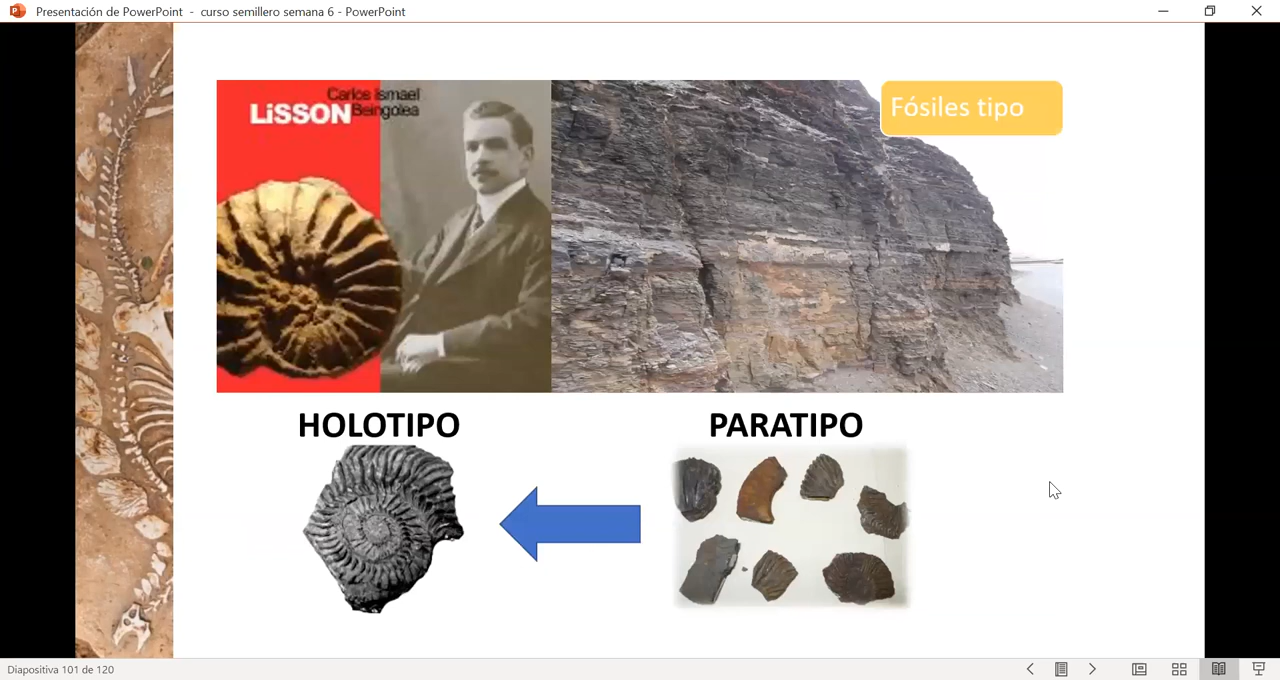 Presentación de PowerPoint - curso semillero semana 6 - PowerPoint
Carlos Ismael
LiSSON Beingolea
Fósiles tipo
HOLOTIPO
PARATIPO
Diapositiva 101 de 120